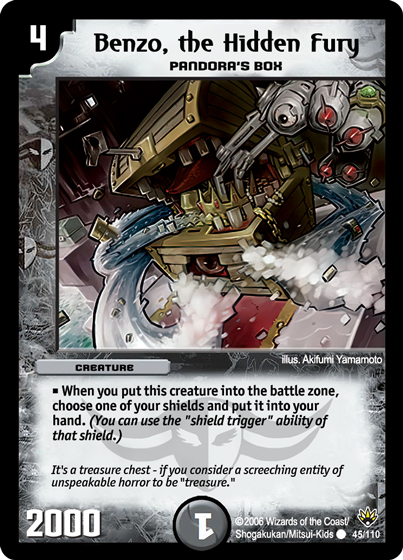 4
Benzo, the Hidden Fury
PANDORA'S BOX
illus. Akifumi Yamamoto
CREATURE
▪ When you put this creature into the battle zone,
choose one of your shields and put it into your
hand. (You can use the "shield trigger" ability of
that shield.)
It's a treasure chest - if you consider a screeching entity of
unspeakable horror to be "treasure."
2000
1
©2006 Wizards of the Coast/
Shogakukan/Mitsui-Kids ● 45/110